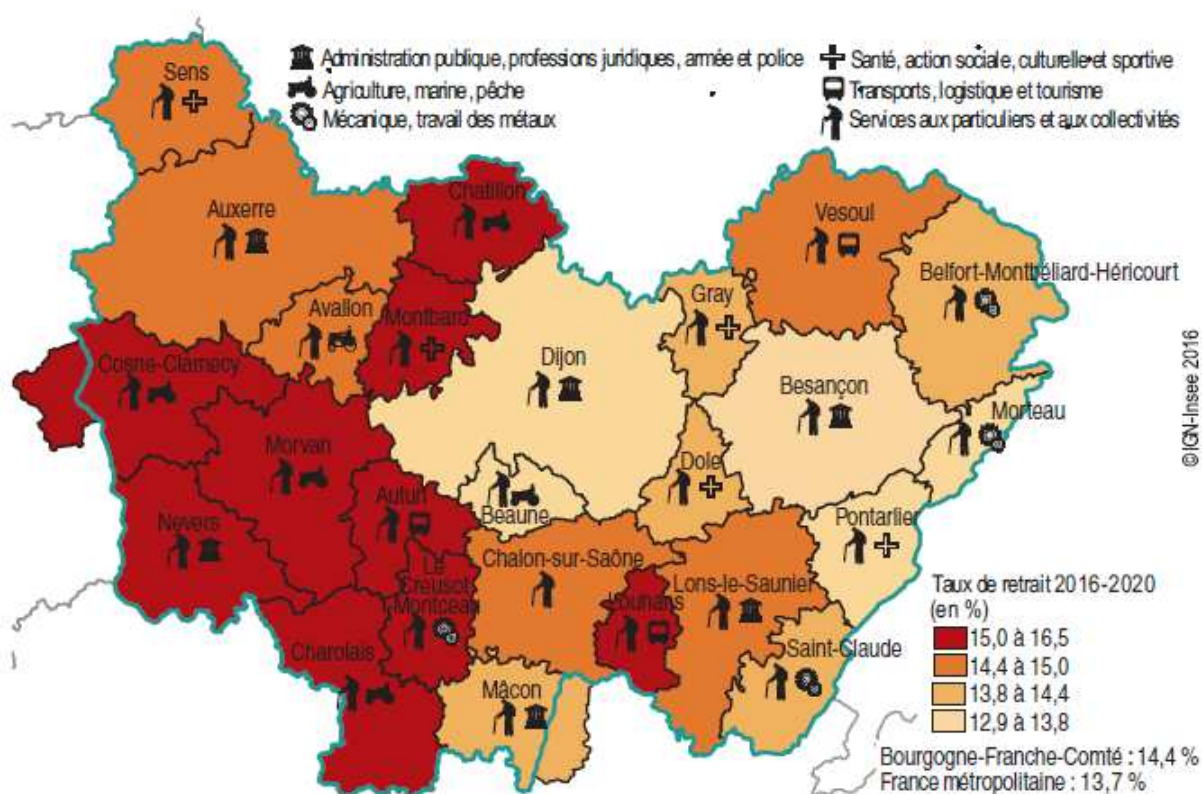 Administration publique, professions juridiques, armée et police
Agriculture, marine, pêche
Mécanique, travail des métaux
Santé, action sociale, culturelle et sportive
Transports, logistique et tourisme
Services aux particuliers et aux collectivités
Sens
Auxerre
Chatillon
Vesoul
Belfort-Montbéliard-Héricourt
Avallon
Montbard
Gray
Cosne-Clamecy
Dijon
Besançon
Morteau
Morvan
Dole
Autun
Beaune
Pontarlier
Nevers
Chalon-sur-Saône
Le
Creusot
Montceau
Louhans
Lons-le-Saunier
Charolais
Mâcon
Saint-Claude
Taux de retrait 2016-2020
(en %)
15,0 à 16,5
14,4 à 15,0
13,8 à 14,4
12,9 à 13,8
Bourgogne-Franche-Comté : 14,4 %
France métropolitaine : 13,7 %
©IGN-Insee 2016